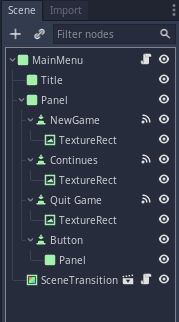 Scene Import
Filter nodes
MainMenu
Title
Panel
NewGame
TextureRect
Continues
TextureRect
Quit Game
TextureRect
Button
Panel
SceneTransition